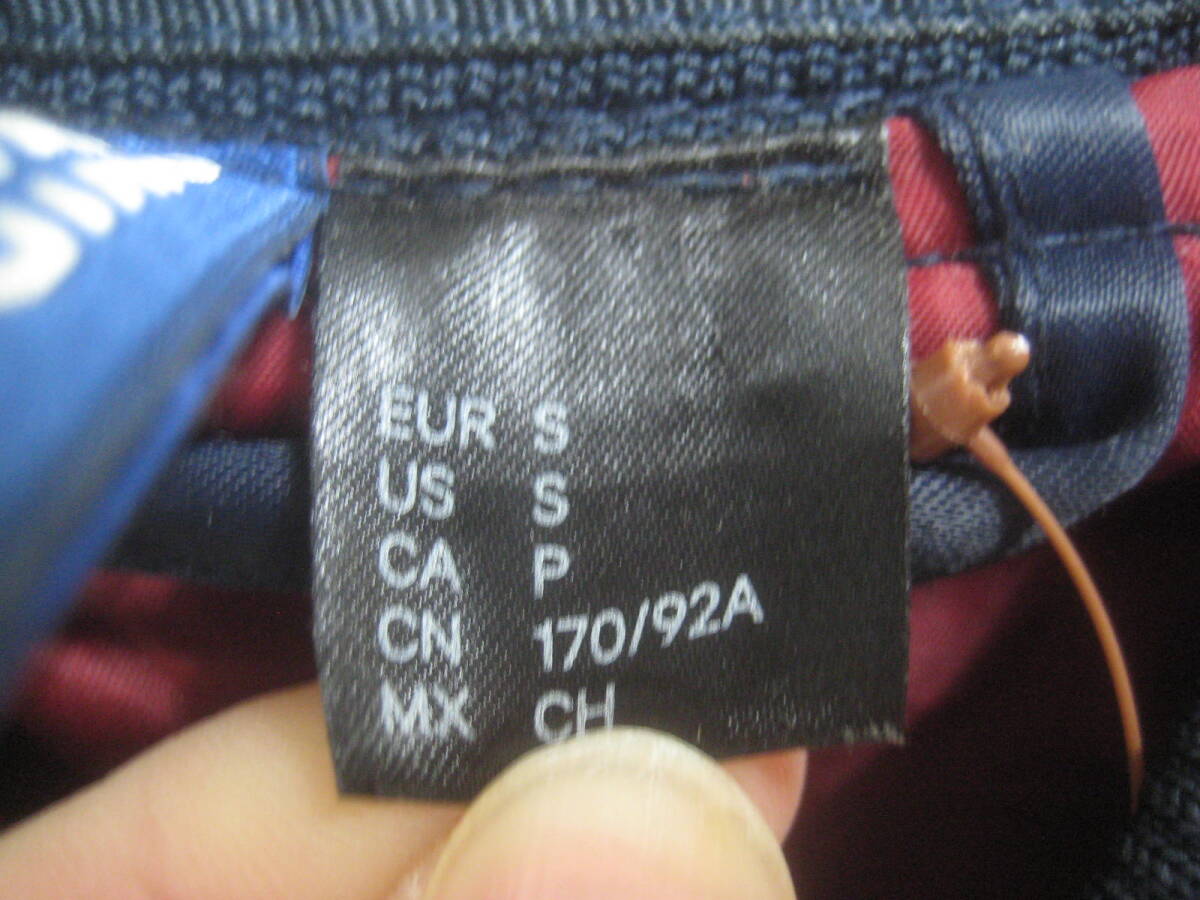 EUR S
US S
CA P
CN 170/92A
MX CH